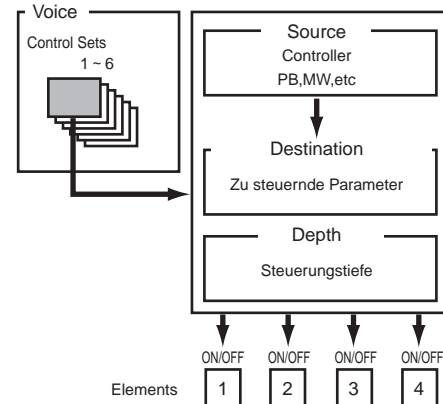 Voice
Control Sets
1 ~ 6
Source
Controller
PB,MW,etc
Destination
Zu steuernde Parameter
Depth
Steuerungstiefe
ON/OFF ON/OFF ON/OFF ON/OFF
Elements 1 2 3 4